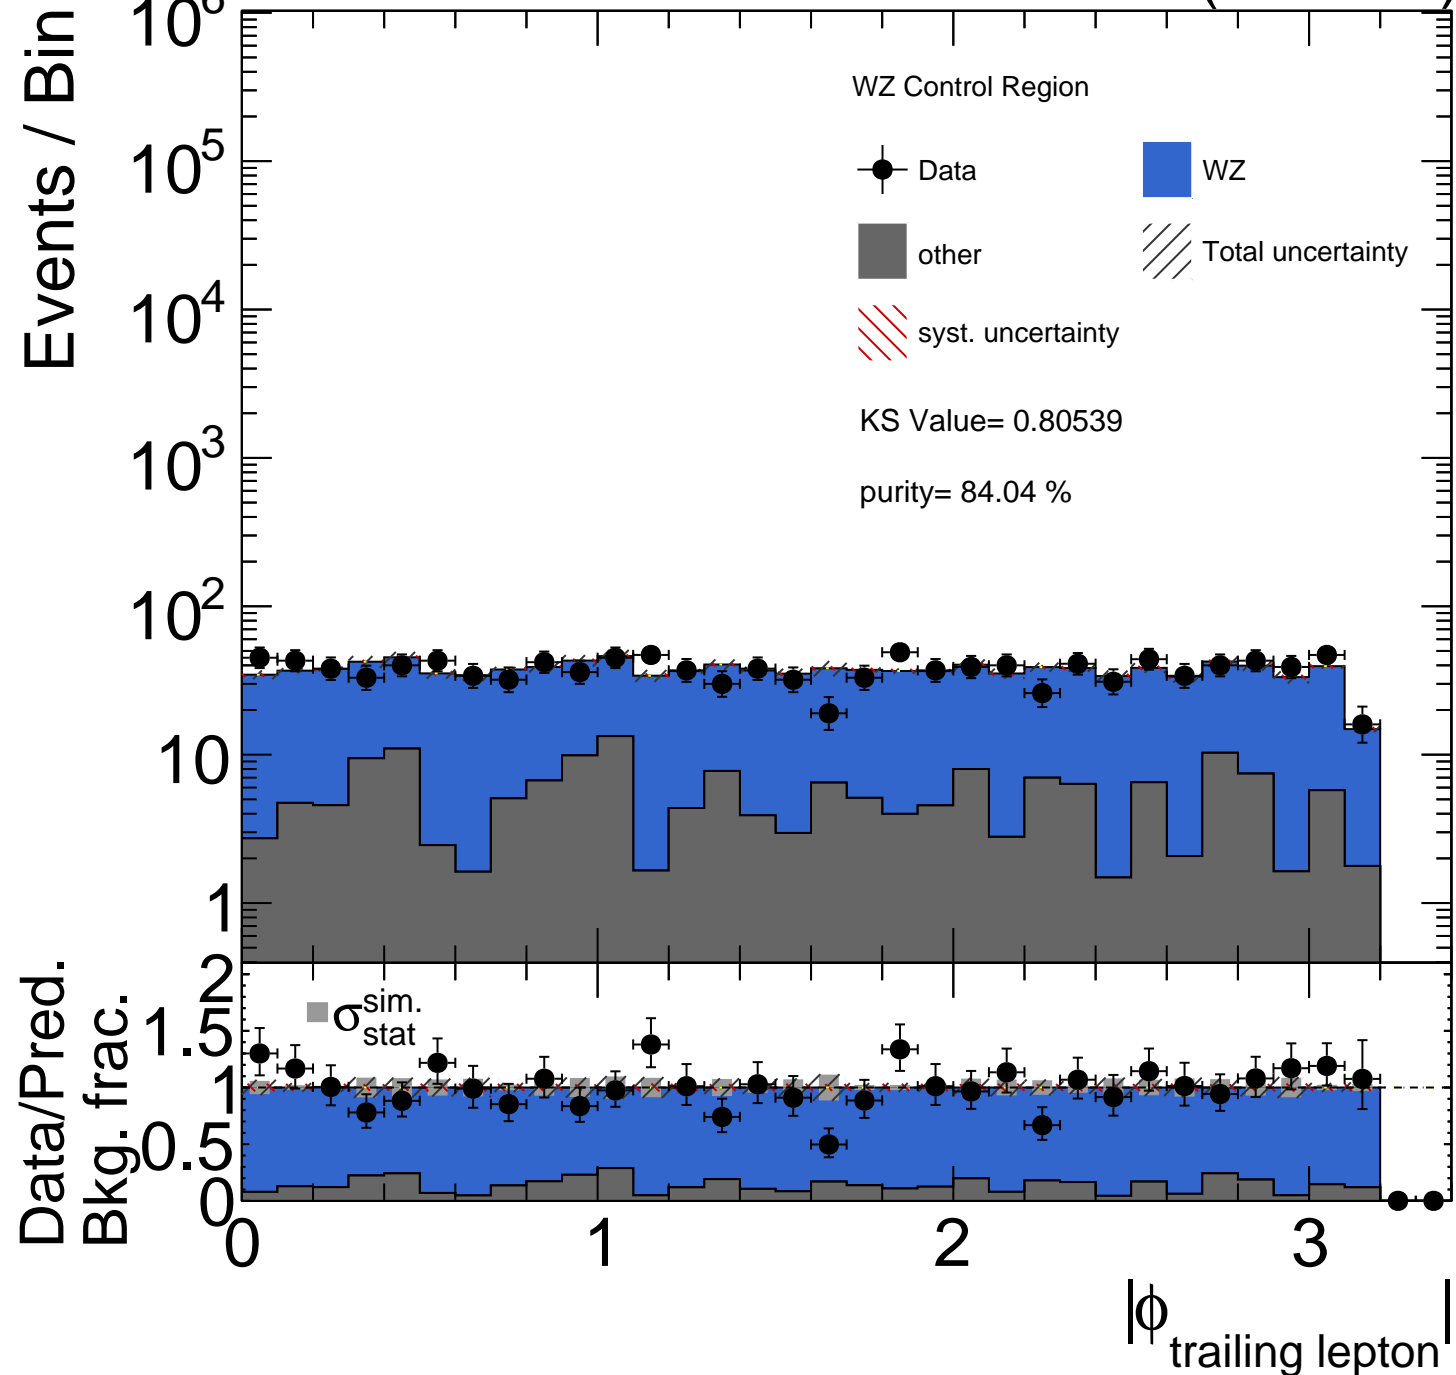 Events / Bin
10^6
10^5
10^4
10^3
10^2
10
1
WZ Control Region
Data
WZ
other
Total uncertainty
syst. uncertainty
KS Value= 0.80539
purity= 84.04 %
Data/Pred.
Bkg. frac.
2
1.5
1
0.5
0
σ^sim._stat
0 1 2 3
|ϕ_trailing lepton|